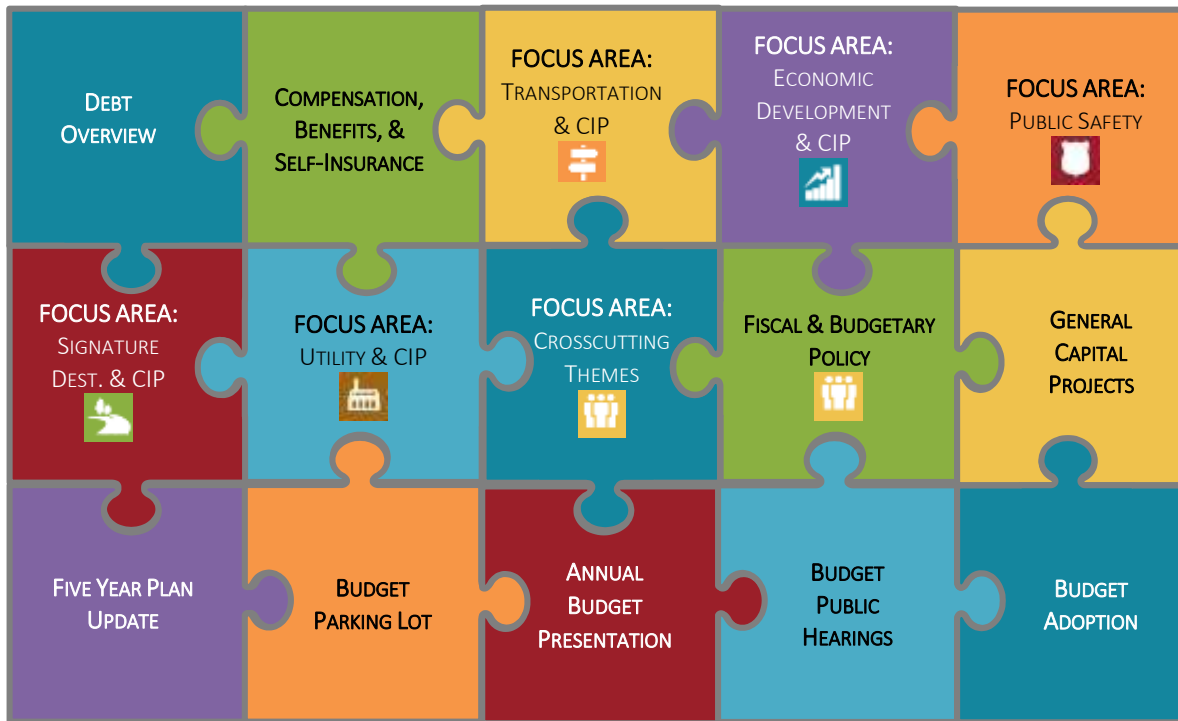 DEBT
OVERVIEW
COMPENSATION,
BENEFITS, &
SELF-INSURANCE
FOCUS AREA:
TRANSPORTATION
& CIP
FOCUS AREA:
ECONOMIC
DEVELOPMENT
& CIP
FOCUS AREA:
PUBLIC SAFETY
FOCUS AREA:
SIGNATURE
DEST. & CIP
FOCUS AREA:
UTILITY & CIP
FOCUS AREA:
CROSSCUTTING
THEMES
FISCAL & BUDGETARY
POLICY
GENERAL
CAPITAL
PROJECTS
FIVE YEAR PLAN
UPDATE
BUDGET
PARKING LOT
ANNUAL
BUDGET
PRESENTATION
BUDGET
PUBLIC
HEARINGS
BUDGET
ADOPTION